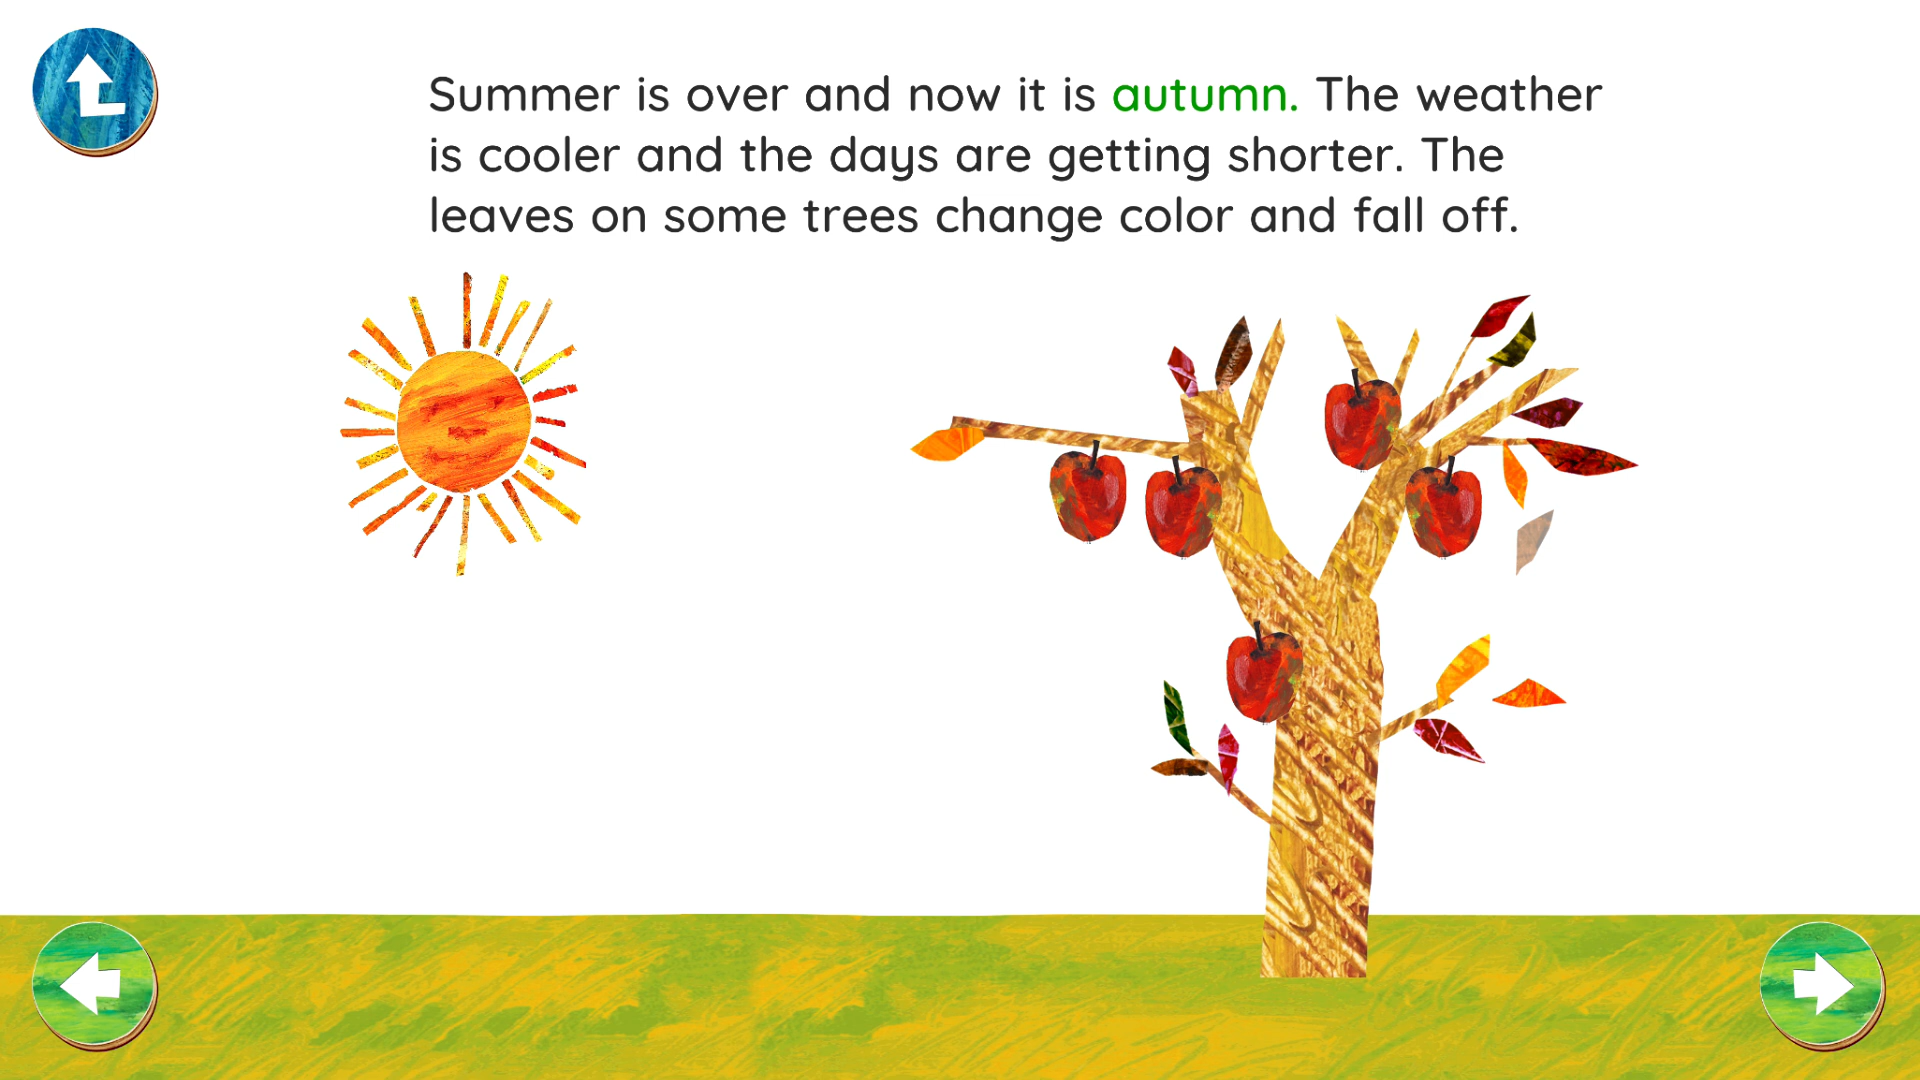 Summer is over and now it is autumn. The weather
is cooler and the days are getting shorter. The
leaves on some trees change color and fall off.